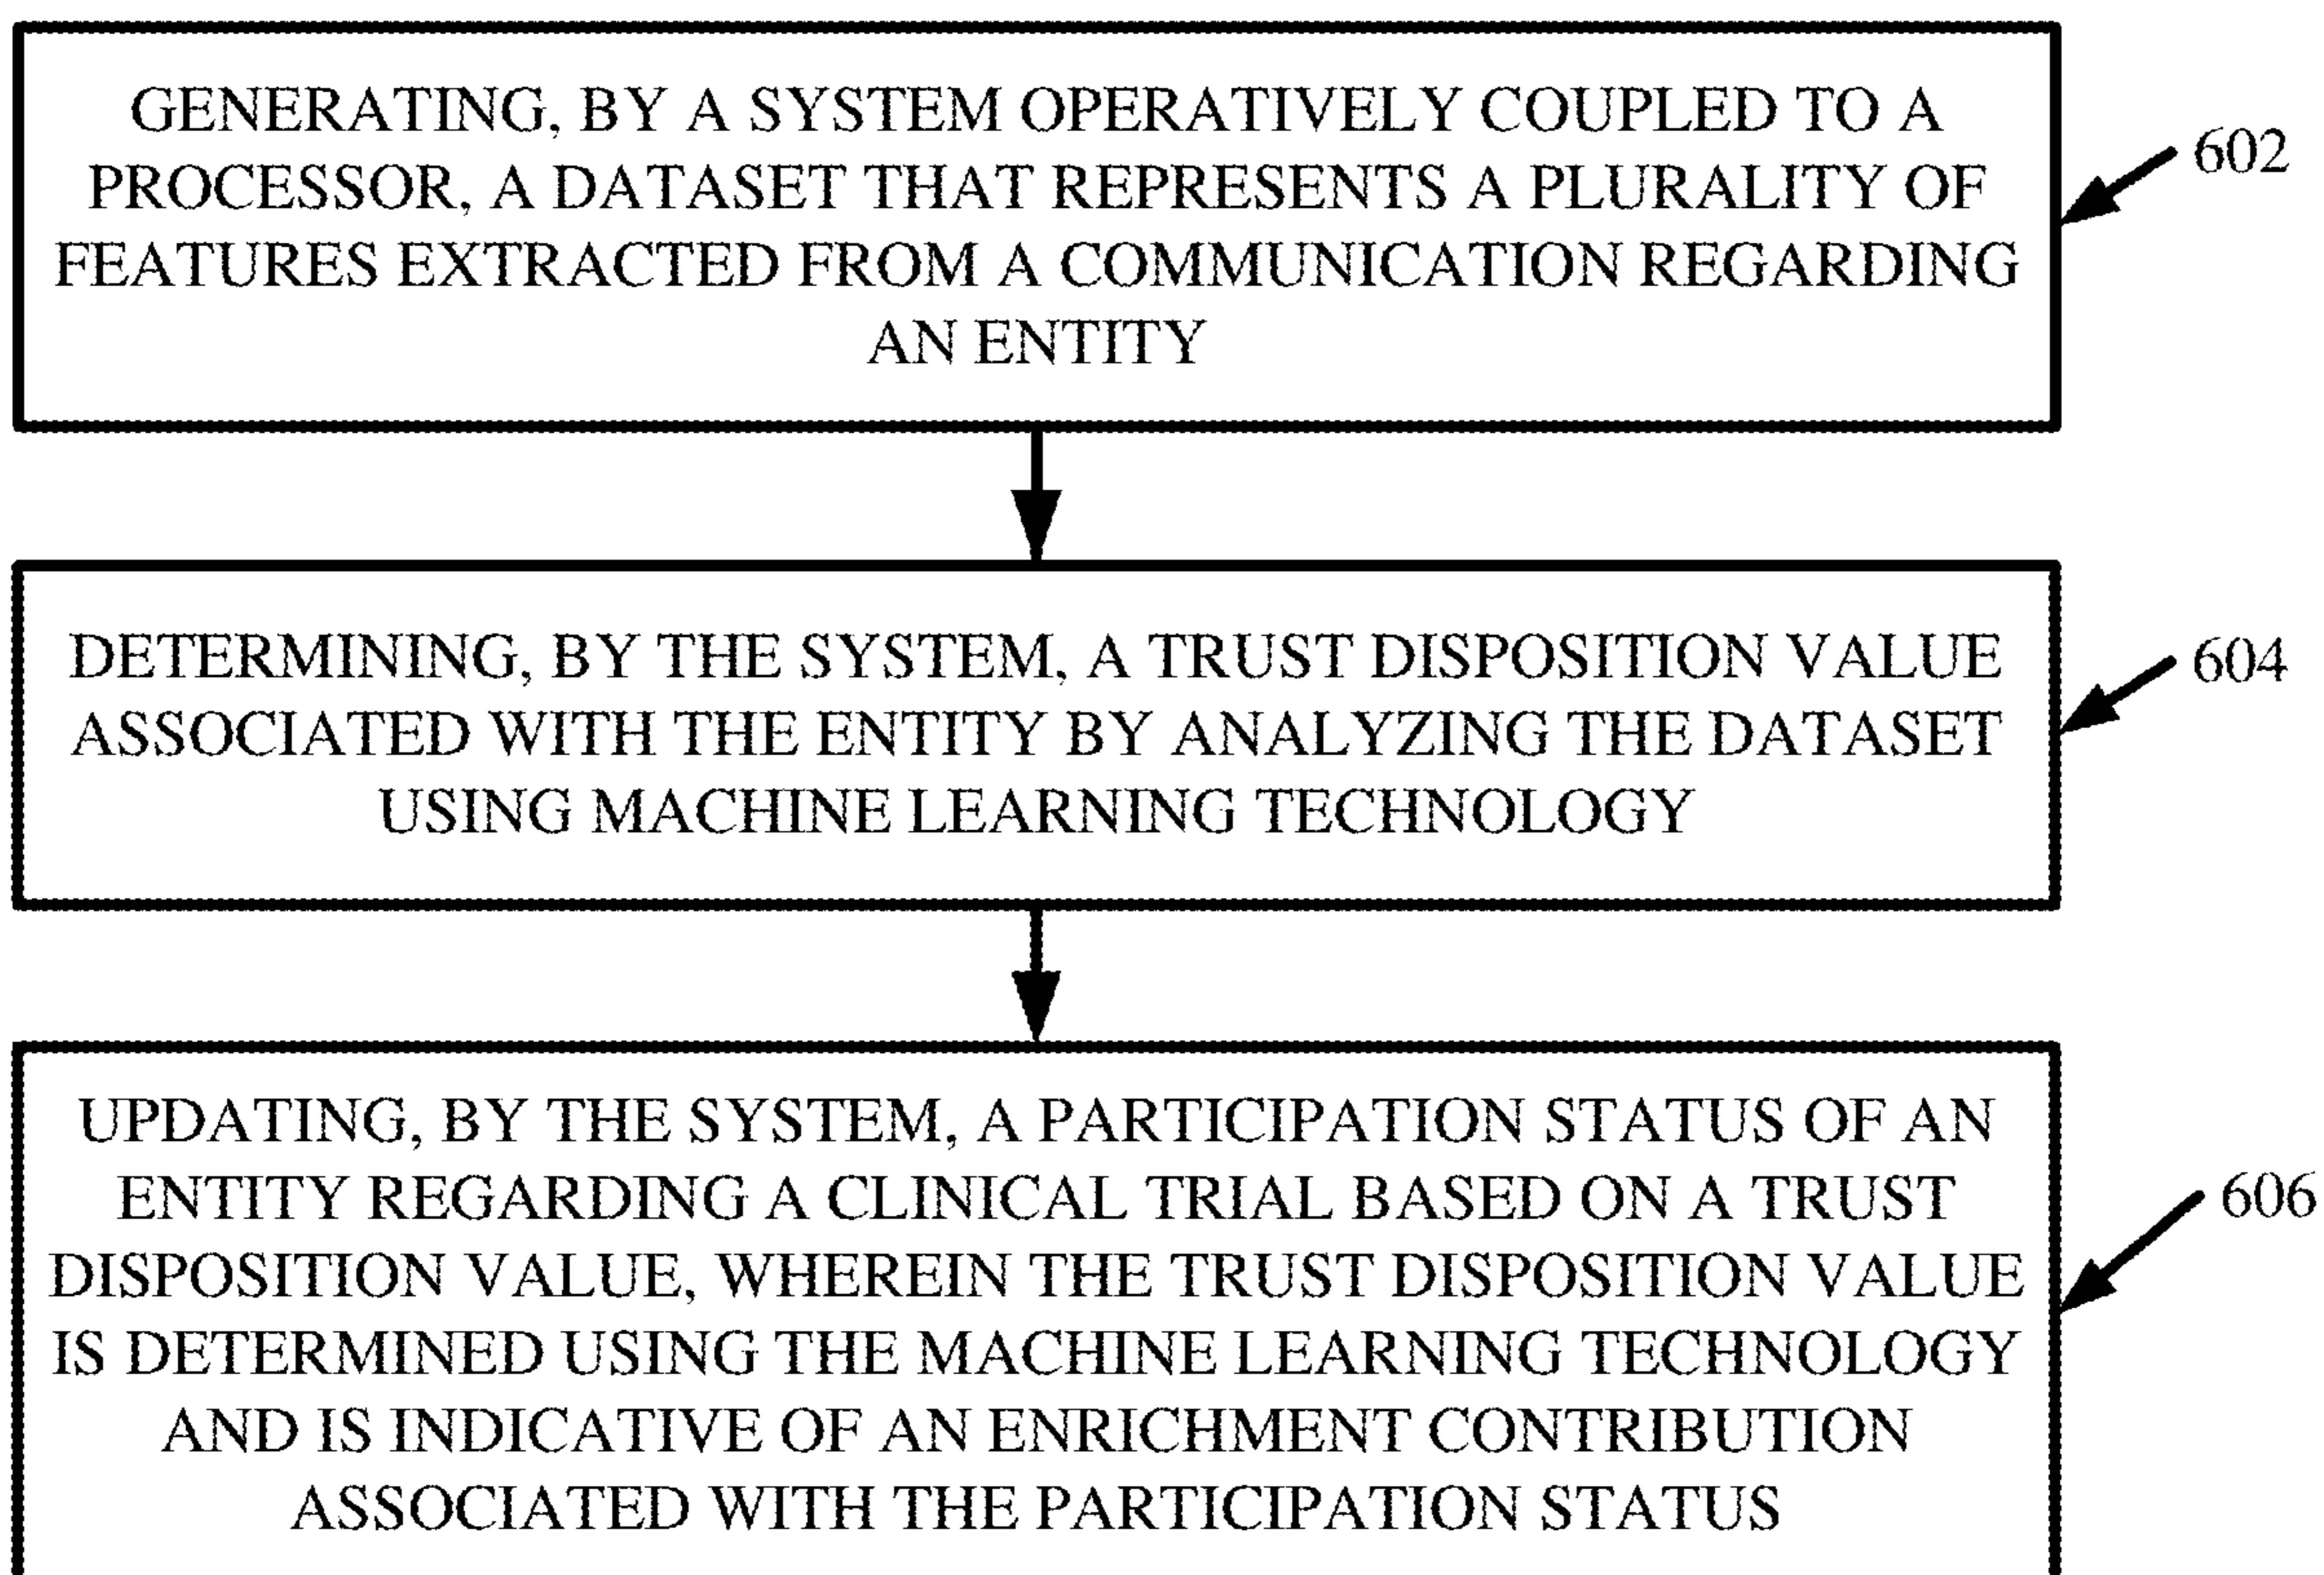 GENERATING, BY A SYSTEM OPERATIVELY COUPLED TO A
PROCESSOR, A DATASET THAT REPRESENTS A PLURALITY OF
FEATURES EXTRACTED FROM A COMMUNICATION REGARDING
AN ENTITY
602
DETERMINING, BY THE SYSTEM, A TRUST DISPOSITION VALUE
ASSOCIATED WITH THE ENTITY BY ANALYZING THE DATASET
USING MACHINE LEARNING TECHNOLOGY
604
UPDATING, BY THE SYSTEM, A PARTICIPATION STATUS OF AN
ENTITY REGARDING A CLINICAL TRIAL BASED ON A TRUST
DISPOSITION VALUE, WHEREIN THE TRUST DISPOSITION VALUE
IS DETERMINED USING THE MACHINE LEARNING TECHNOLOGY
AND IS INDICATIVE OF AN ENRICHMENT CONTRIBUTION
ASSOCIATED WITH THE PARTICIPATION STATUS
606